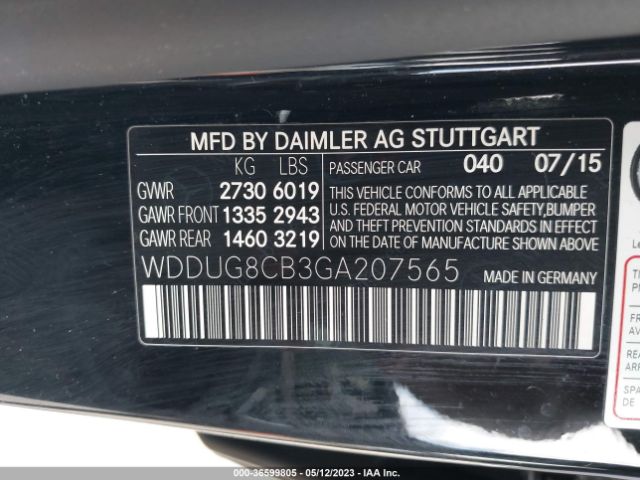 MFD BY DAIMLER AG STUTTGART
KG LBS
GVWR 2730 6019
GAWR FRONT 1335 2943
GAWR REAR 1460 3219
PASSENGER CAR 040 07/15
THIS VEHICLE CONFORMS TO ALL APPLICABLE
U.S. FEDERAL MOTOR VEHICLE SAFETY,BUMPER
AND THEFT PREVENTION STANDARDS IN EFFECT
ON THE DATE OF MANUFACTURE SHOWN ABOVE
WDDUG8CB3GA207565 MADE IN GERMANY
000-36599805 - 05/12/2023 - IAA Inc.